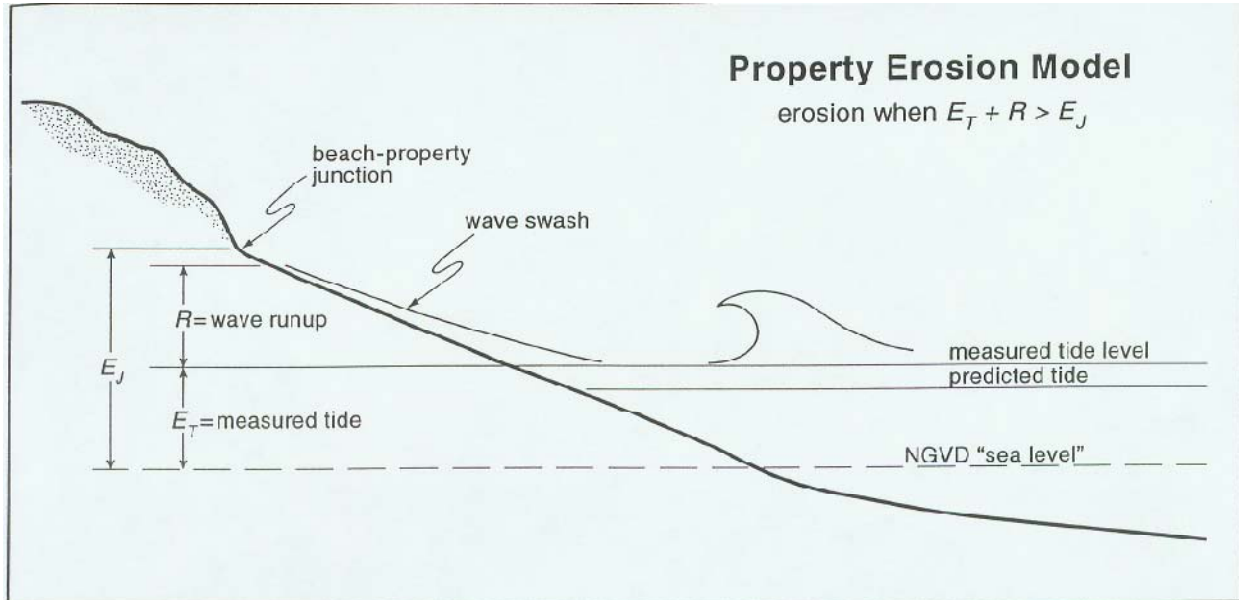 Property Erosion Model
erosion when E_T + R > E_J
beach-property
junction
wave swash
R=wave runup
measured tide level
predicted tide
E_J
E_T=measured tide
NGVD "sea level"